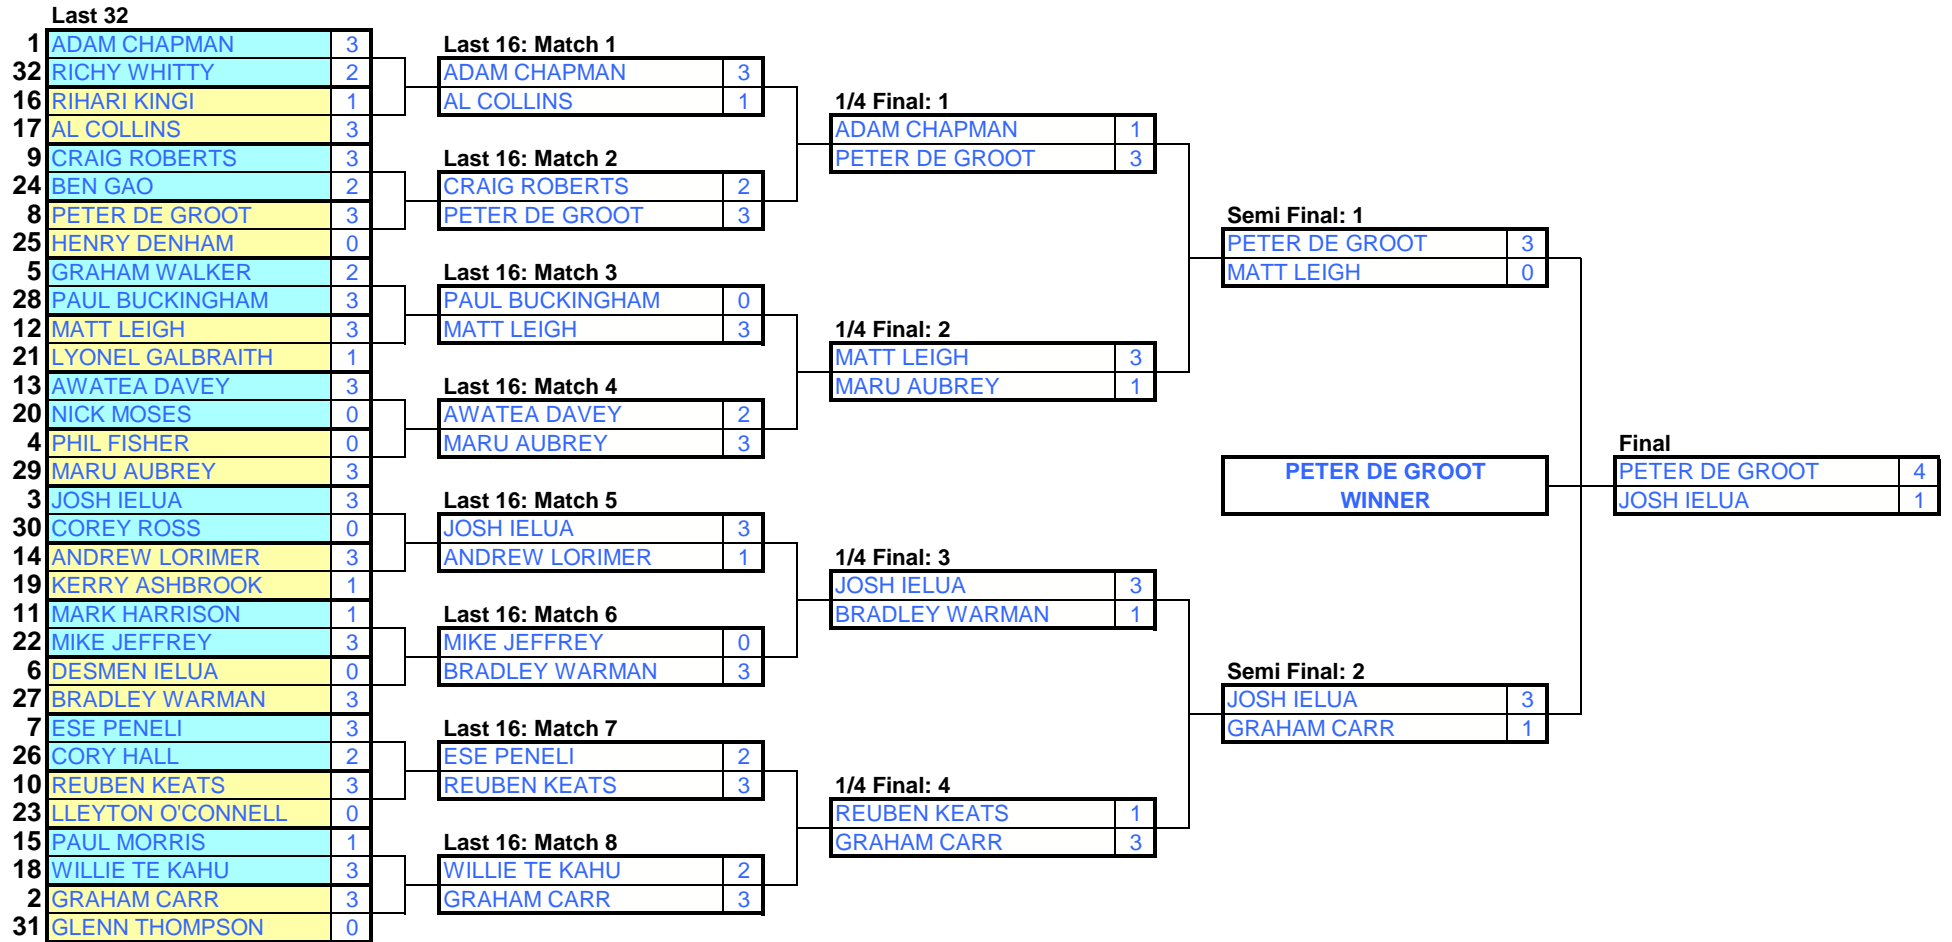 Last 32
1 ADAM CHAPMAN 3
32 RICHY WHITTY 2
16 RIHARI KINGI 1
17 AL COLLINS 3
9 CRAIG ROBERTS 3
24 BEN GAO 2
8 PETER DE GROOT 3
25 HENRY DENHAM 0
5 GRAHAM WALKER 2
28 PAUL BUCKINGHAM 3
12 MATT LEIGH 3
21 LYONEL GALBRAITH 1
13 AWATEA DAVEY 3
20 NICK MOSES 0
4 PHIL FISHER 0
29 MARU AUBREY 3
3 JOSH IELUA 3
30 COREY ROSS 0
14 ANDREW LORIMER 3
19 KERRY ASHBROOK 1
11 MARK HARRISON 1
22 MIKE JEFFREY 3
6 DESMEN IELUA 0
27 BRADLEY WARMAN 3
7 ESE PENELI 3
26 CORY HALL 2
10 REUBEN KEATS 3
23 LLEYTON O'CONNELL 0
15 PAUL MORRIS 1
18 WILLIE TE KAHU 3
2 GRAHAM CARR 3
31 GLENN THOMPSON 0
Last 16: Match 1
ADAM CHAPMAN 3
AL COLLINS 1
Last 16: Match 2
CRAIG ROBERTS 2
PETER DE GROOT 3
Last 16: Match 3
PAUL BUCKINGHAM 0
MATT LEIGH 3
Last 16: Match 4
AWATEA DAVEY 2
MARU AUBREY 3
Last 16: Match 5
JOSH IELUA 3
ANDREW LORIMER 1
Last 16: Match 6
MIKE JEFFREY 0
BRADLEY WARMAN 3
Last 16: Match 7
ESE PENELI 2
REUBEN KEATS 3
Last 16: Match 8
WILLIE TE KAHU 2
GRAHAM CARR 3
1/4 Final: 1
ADAM CHAPMAN 1
PETER DE GROOT 3
1/4 Final: 2
MATT LEIGH 3
MARU AUBREY 1
1/4 Final: 3
JOSH IELUA 3
BRADLEY WARMAN 1
1/4 Final: 4
REUBEN KEATS 1
GRAHAM CARR 3
Semi Final: 1
PETER DE GROOT 3
MATT LEIGH 0
PETER DE GROOT
WINNER
Semi Final: 2
JOSH IELUA 3
GRAHAM CARR 1
Final
PETER DE GROOT 4
JOSH IELUA 1